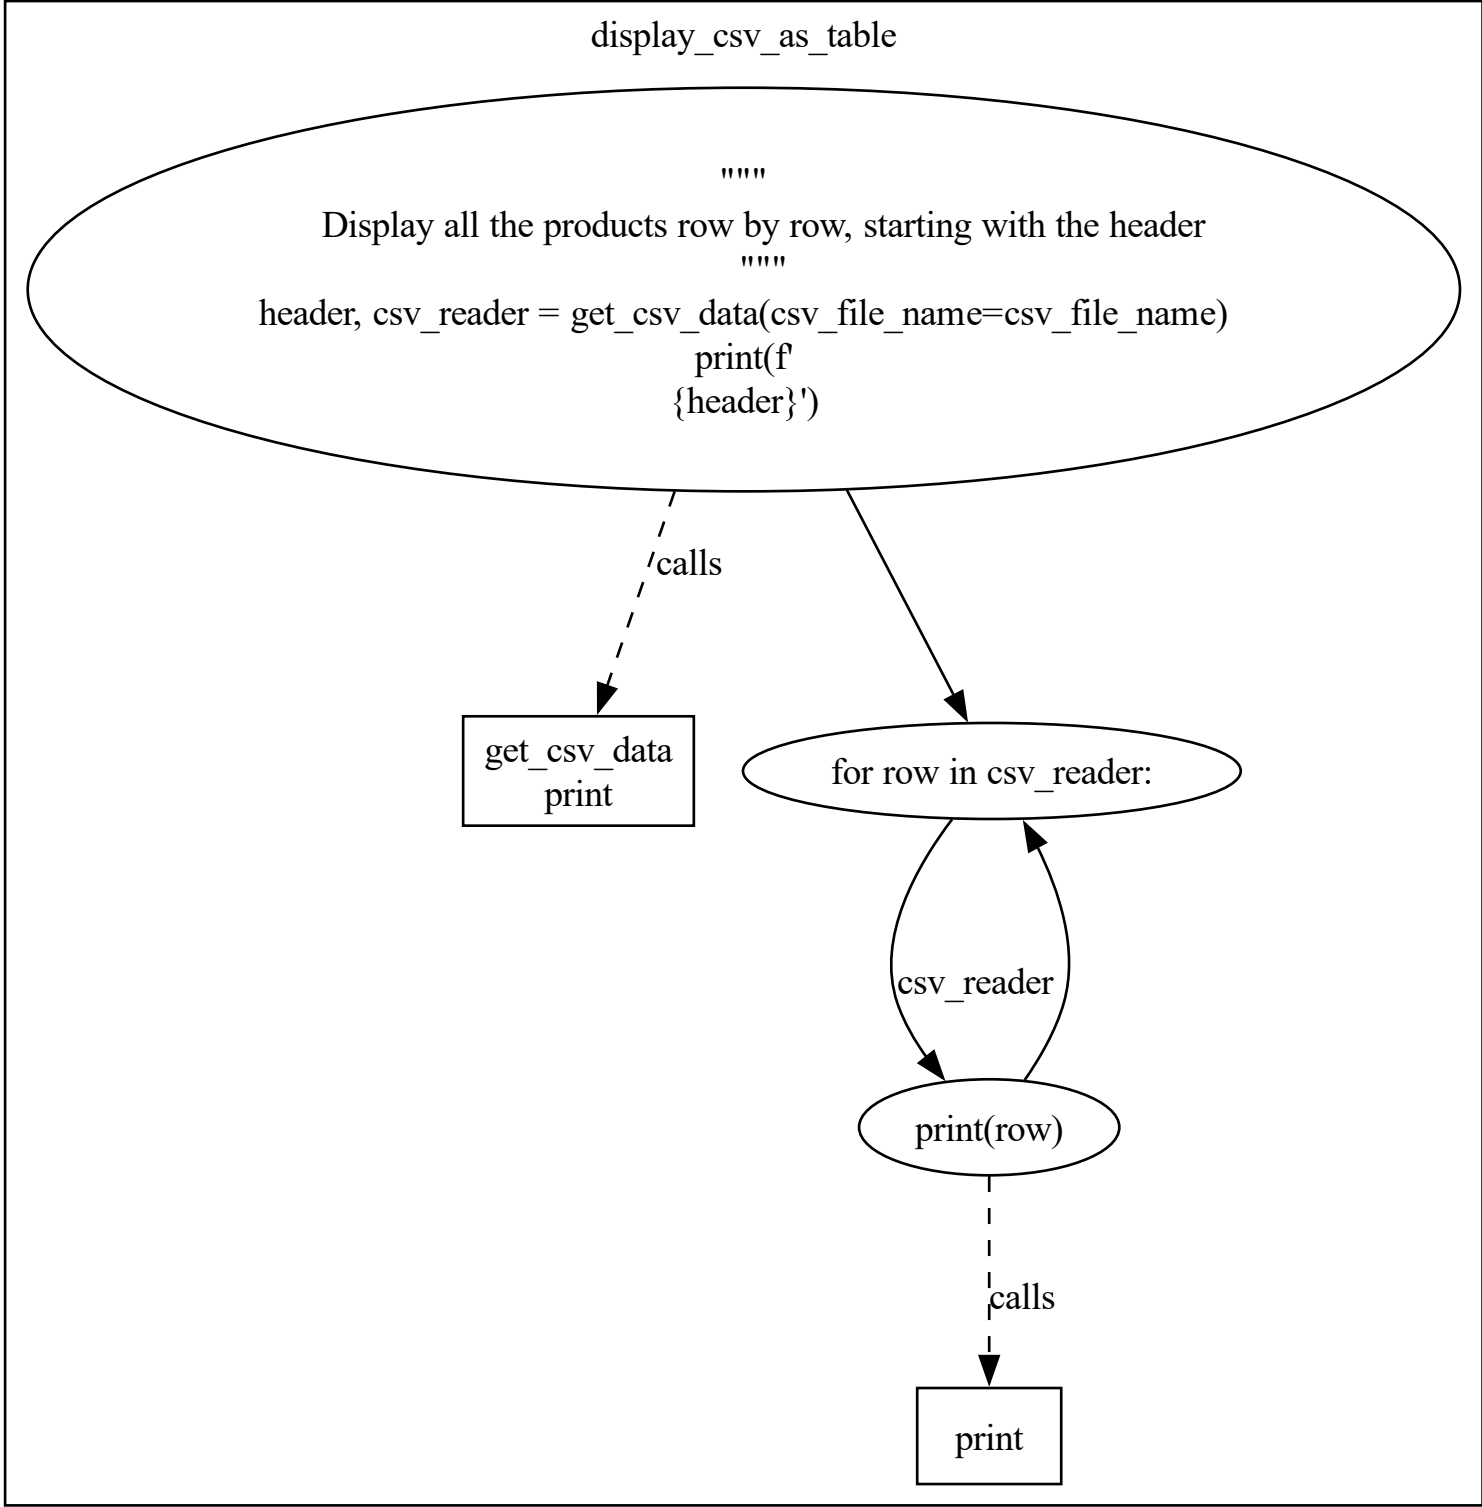 display_csv_as_table
"""
Display all the products row by row, starting with the header
"""
header, csv_reader = get_csv_data(csv_file_name=csv_file_name)
print(f'
{header}')
calls
get_csv_data
print
for row in csv_reader:
csv_reader
print(row)
calls
print